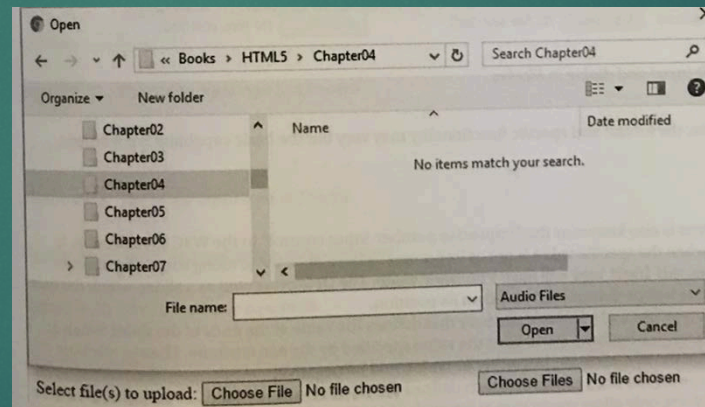 Open
« Books › HTML5 › Chapter04
Search Chapter04
Organize
New folder
Chapter02
Chapter03
Chapter04
Chapter05
Chapter06
Chapter07
Name
Date modified
No items match your search.
File name:
Audio Files
Open
Cancel
Select file(s) to upload: Choose File No file chosen
Choose Files No file chosen